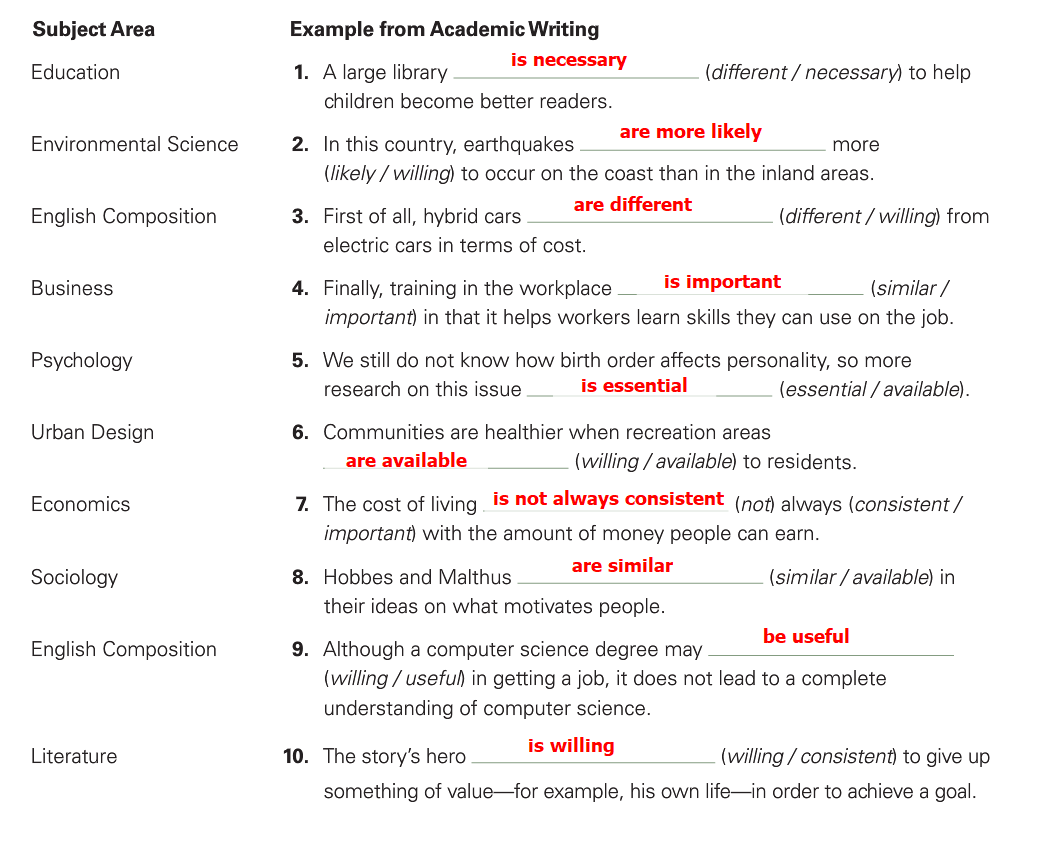 Subject Area Example from Academic Writing
Education 1. A large library is necessary (different / necessary) to help
children become better readers.
Environmental Science 2. In this country, earthquakes are more likely more
(likely / willing) to occur on the coast than in the inland areas.
English Composition 3. First of all, hybrid cars are different (different / willing) from
electric cars in terms of cost.
Business 4. Finally, training in the workplace is important (similar /
important) in that it helps workers learn skills they can use on the job.
Psychology 5. We still do not know how birth order affects personality, so more
research on this issue is essential (essential / available).
Urban Design 6. Communities are healthier when recreation areas
are available (willing / available) to residents.
Economics 7. The cost of living is not always consistent (not) always (consistent /
important) with the amount of money people can earn.
Sociology 8. Hobbes and Malthus are similar (similar / available) in
their ideas on what motivates people.
English Composition 9. Although a computer science degree may be useful
(willing / useful) in getting a job, it does not lead to a complete
understanding of computer science.
Literature 10. The story's hero is willing (willing / consistent) to give up
something of value—for example, his own life—in order to achieve a goal.